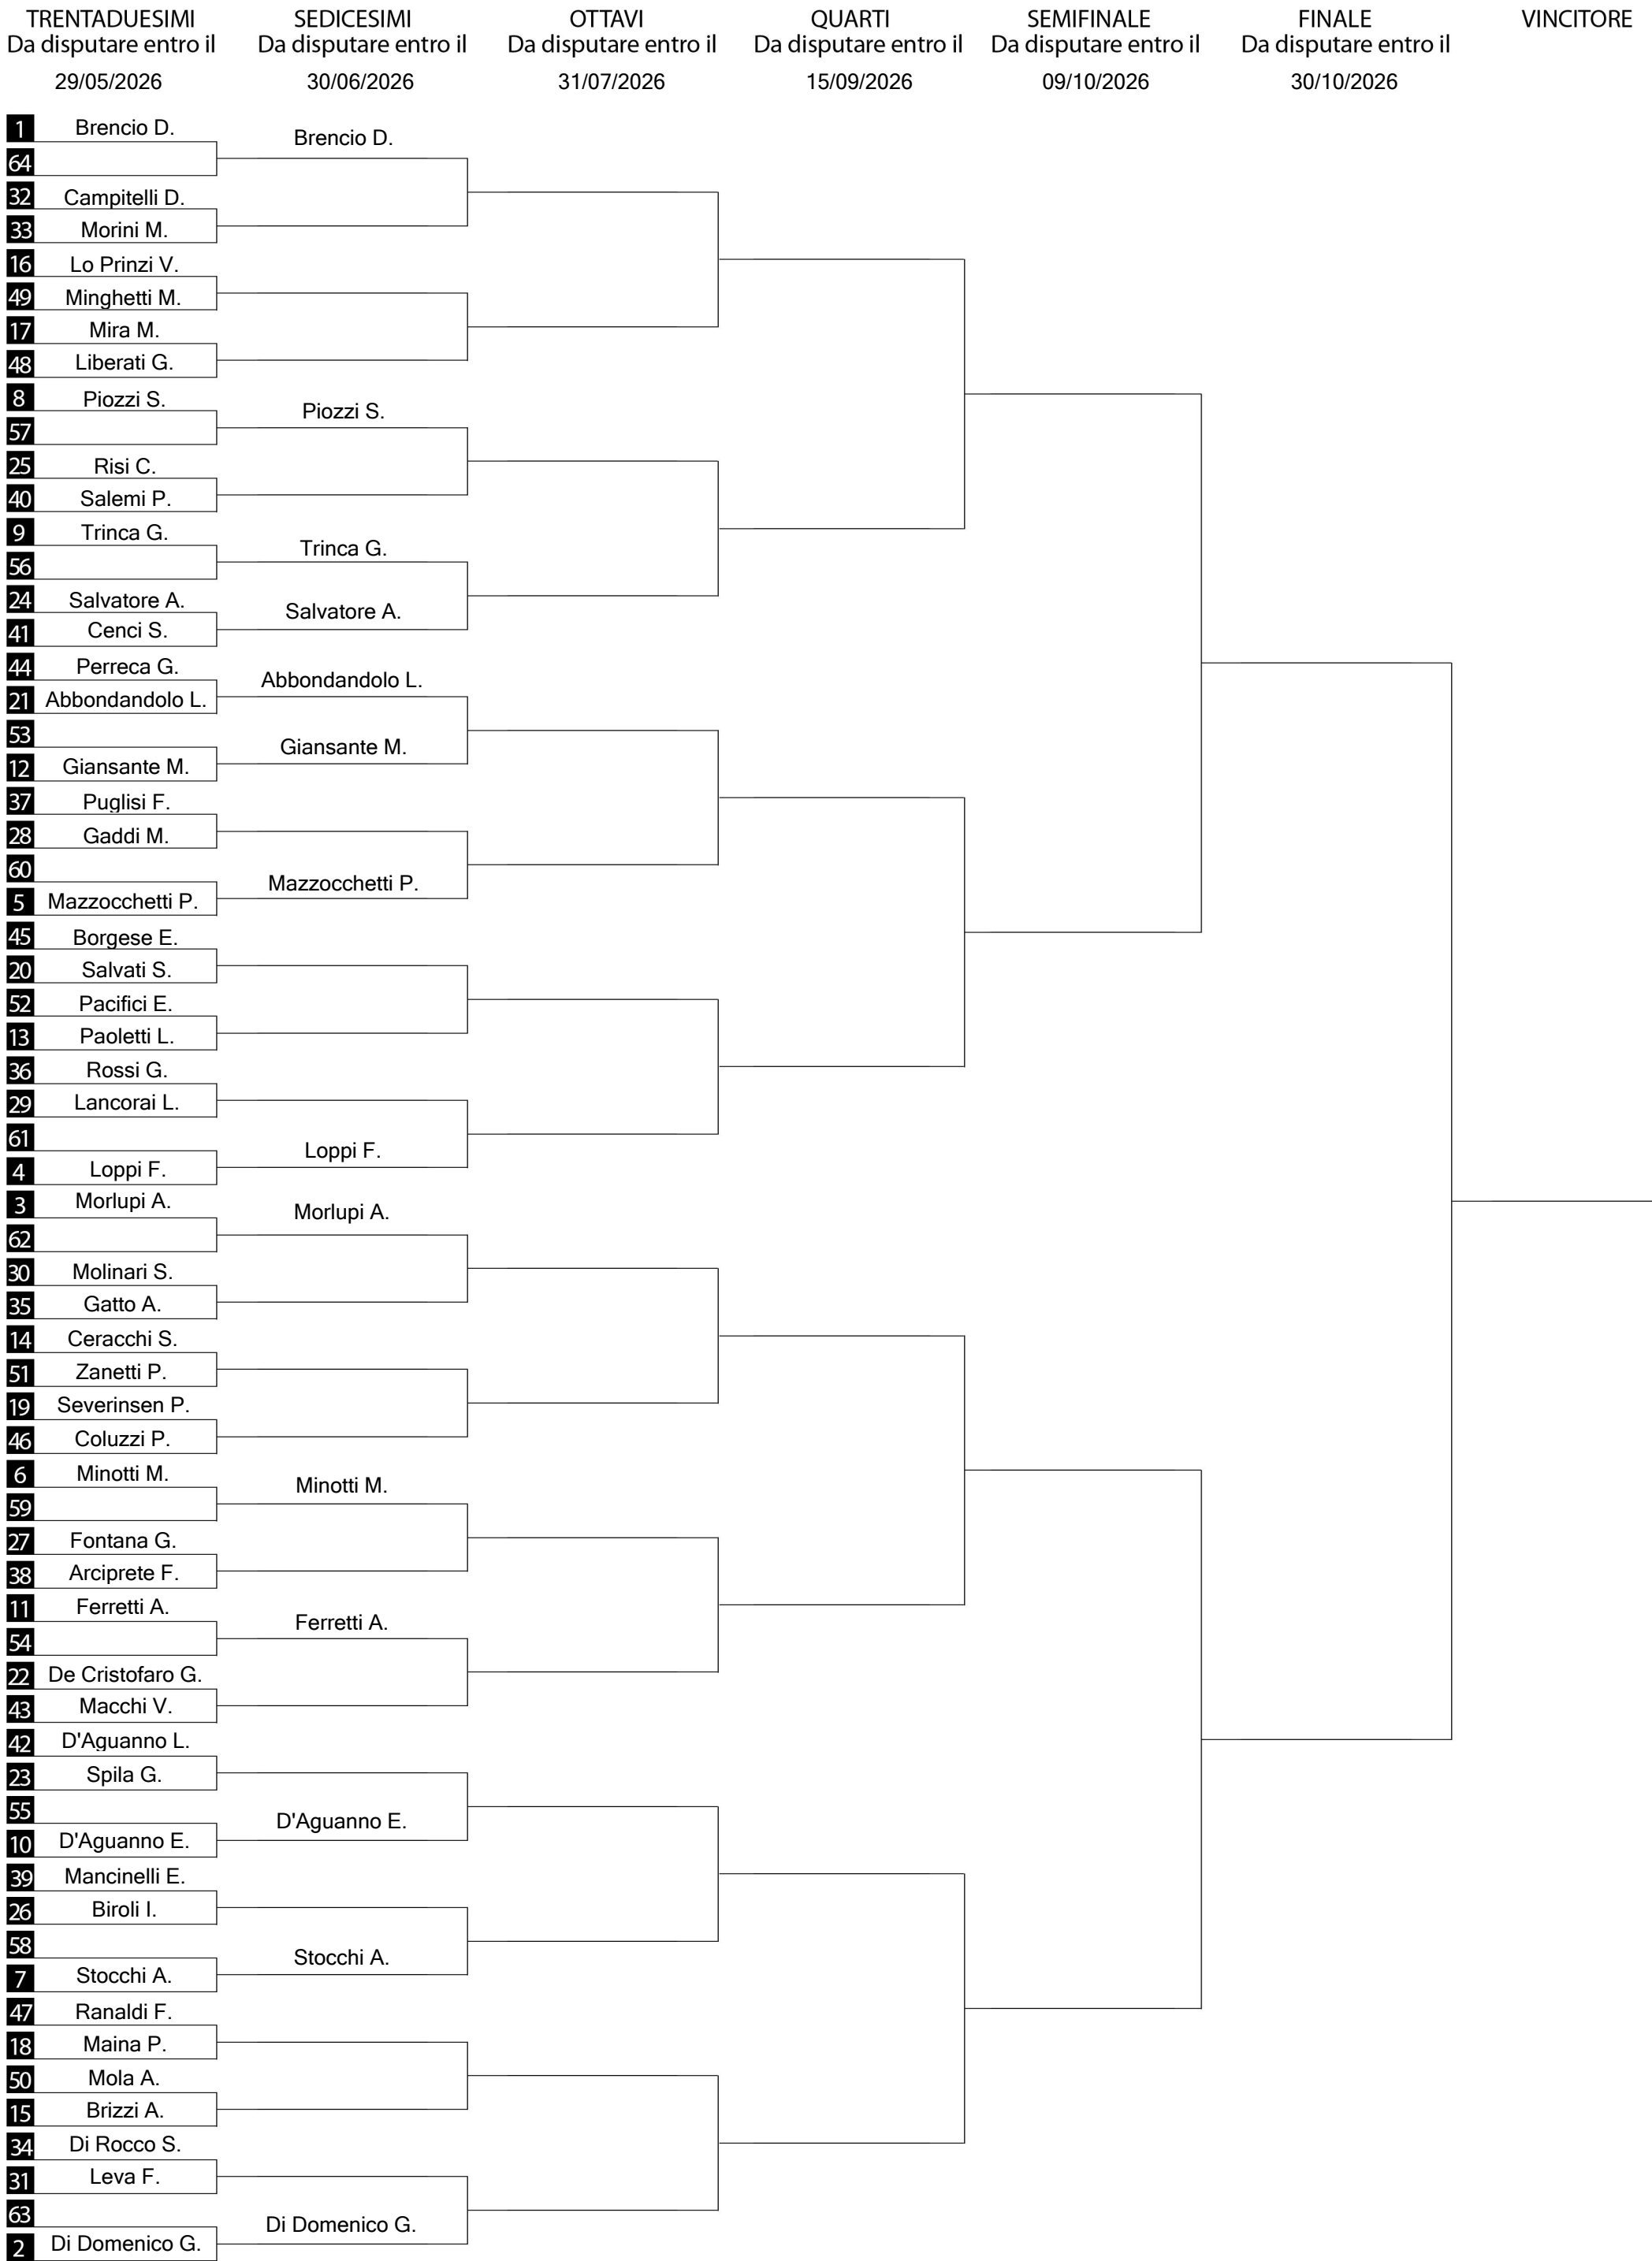 TRENTADUESIMI
Da disputare entro il
29/05/2026
SEDICESIMI
Da disputare entro il
30/06/2026
OTTAVI
Da disputare entro il
31/07/2026
QUARTI
Da disputare entro il
15/09/2026
SEMIFINALE
Da disputare entro il
09/10/2026
FINALE
Da disputare entro il
30/10/2026
VINCITORE
1 Brencio D.
64
32 Campitelli D.
33 Morini M.
16 Lo Prinzi V.
49 Minghetti M.
17 Mira M.
48 Liberati G.
8 Piozzi S.
57
25 Risi C.
40 Salemi P.
9 Trinca G.
56
24 Salvatore A.
41 Cenci S.
44 Perreca G.
21 Abbondandolo L.
53
12 Giansante M.
37 Puglisi F.
28 Gaddi M.
60
5 Mazzocchetti P.
45 Borgese E.
20 Salvati S.
52 Pacifici E.
13 Paoletti L.
36 Rossi G.
29 Lancorai L.
61
4 Loppi F.
3 Morlupi A.
62
30 Molinari S.
35 Gatto A.
14 Ceracchi S.
51 Zanetti P.
19 Severinsen P.
46 Coluzzi P.
6 Minotti M.
59
27 Fontana G.
38 Arciprete F.
11 Ferretti A.
54
22 De Cristofaro G.
43 Macchi V.
42 D'Aguanno L.
23 Spila G.
55
10 D'Aguanno E.
39 Mancinelli E.
26 Biroli I.
58
7 Stocchi A.
47 Ranaldi F.
18 Maina P.
50 Mola A.
15 Brizzi A.
34 Di Rocco S.
31 Leva F.
63
2 Di Domenico G.
Brencio D.
Piozzi S.
Trinca G.
Salvatore A.
Abbondandolo L.
Giansante M.
Mazzocchetti P.
Loppi F.
Morlupi A.
Minotti M.
Ferretti A.
D'Aguanno E.
Stocchi A.
Di Domenico G.